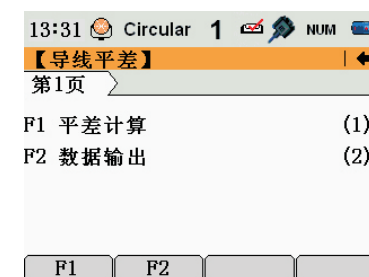 13:31 Circular 1 NUM
【导线平差】
第1页
F1 平差计算 (1)
F2 数据输出 (2)
F1 F2